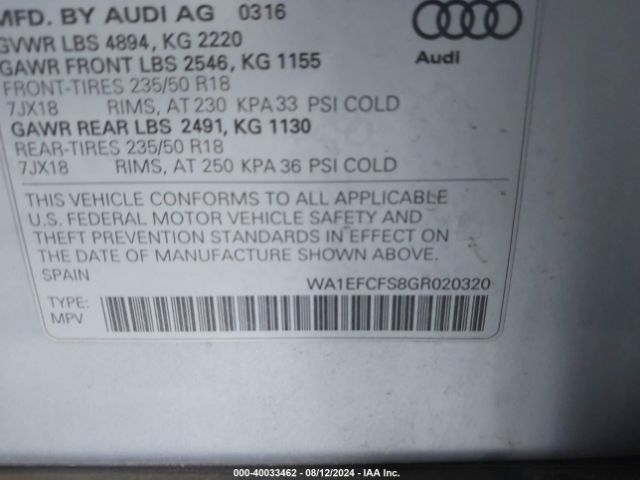 MFD. BY AUDI AG 0316
GVWR LBS 4894, KG 2220
GAWR FRONT LBS 2546, KG 1155
FRONT-TIRES 235/50 R18
7JX18 RIMS, AT 230 KPA 33 PSI COLD
GAWR REAR LBS 2491, KG 1130
REAR-TIRES 235/50 R18
7JX18 RIMS, AT 250 KPA 36 PSI COLD
Audi
THIS VEHICLE CONFORMS TO ALL APPLICABLE
U.S. FEDERAL MOTOR VEHICLE SAFETY AND
THEFT PREVENTION STANDARDS IN EFFECT ON
THE DATE OF MANUFACTURE SHOWN ABOVE.
SPAIN
WA1EFCFS8GR020320
TYPE:
MPV
000-40033462 - 08/12/2024 - IAA Inc.